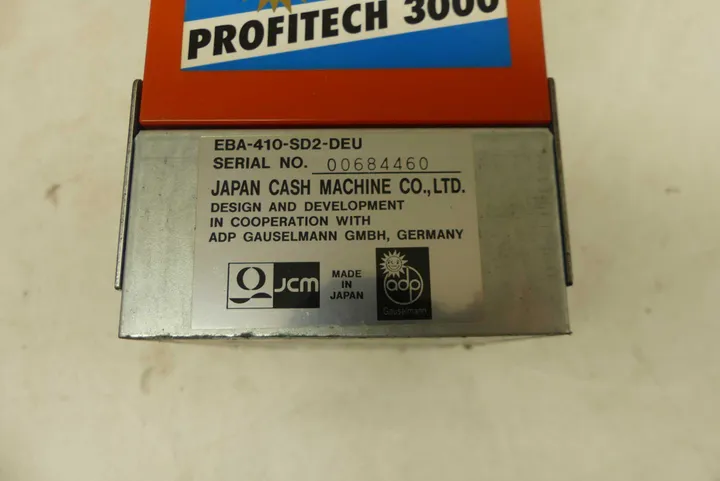 PROFITECH 3000
EBA-410-SD2-DEU
SERIAL NO. 00684460
JAPAN CASH MACHINE CO.,LTD.
DESIGN AND DEVELOPMENT
IN COOPERATION WITH
ADP GAUSELMANN GMBH, GERMANY
JCM
MADE
IN
JAPAN
adp
Gauselmann